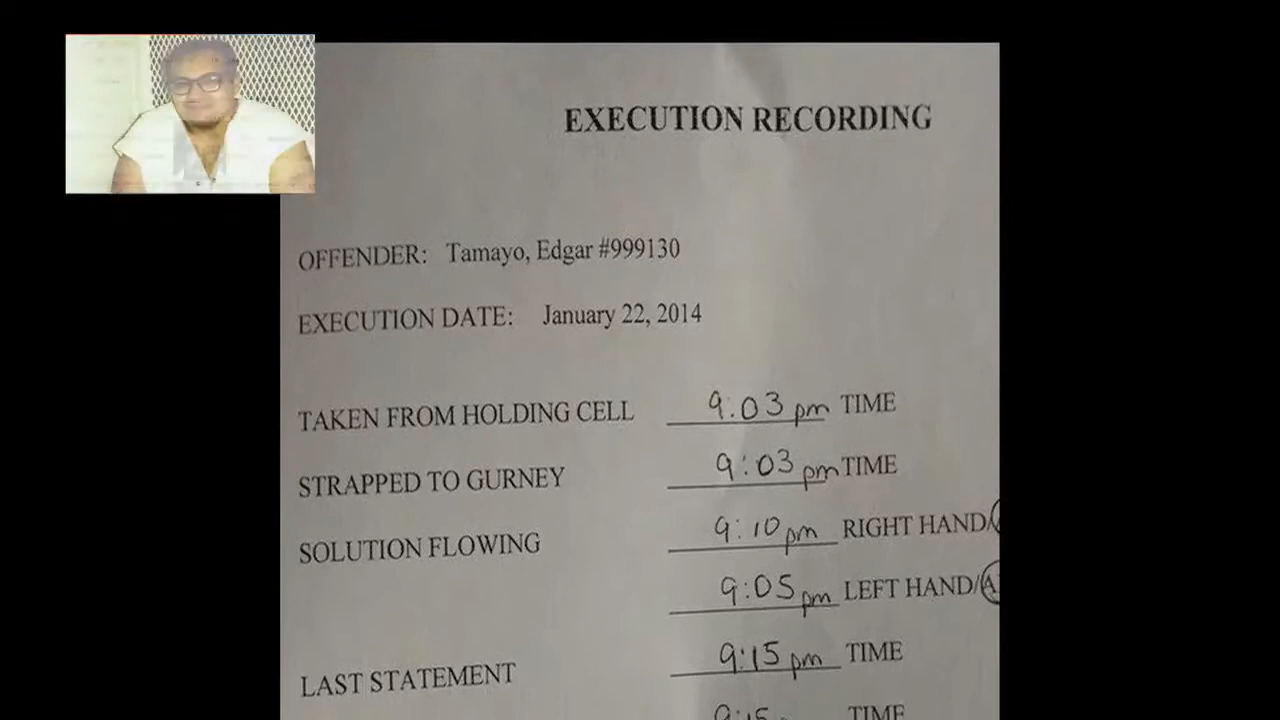 EXECUTION RECORDING
OFFENDER: Tamayo, Edgar #999130
EXECUTION DATE: January 22, 2014
TAKEN FROM HOLDING CELL 9:03 pm TIME
STRAPPED TO GURNEY 9:03 pm TIME
SOLUTION FLOWING 9:10 pm RIGHT HAND/
9:05 pm LEFT HAND/A
LAST STATEMENT 9:15 pm TIME
9:15 TIME